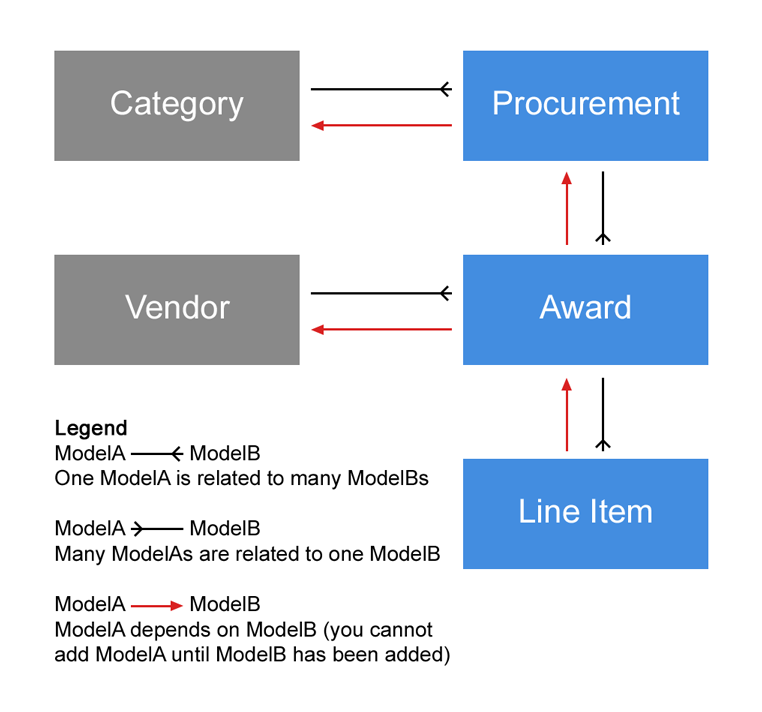 Category
Procurement
Vendor
Award
Line Item
Legend
ModelA ModelB
One ModelA is related to many ModelBs
ModelA ModelB
Many ModelAs are related to one ModelB
ModelA ModelB
ModelA depends on ModelB (you cannot
add ModelA until ModelB has been added)